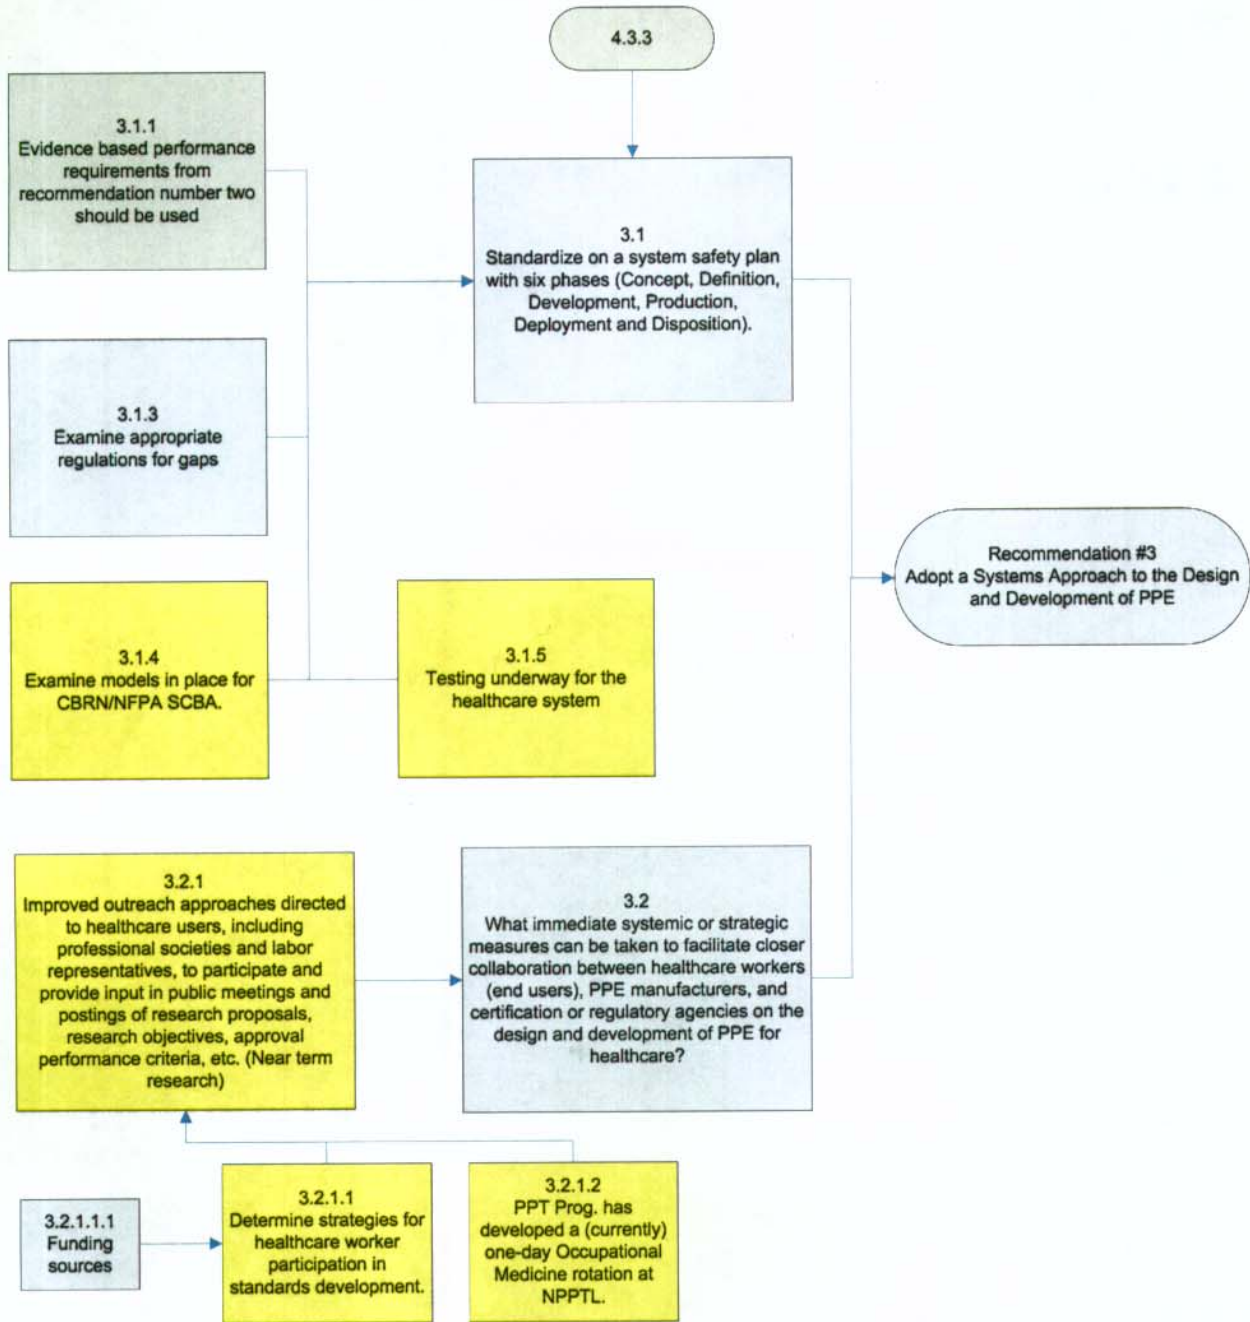 4.3.3
3.1.1
Evidence based performance
requirements from
recommendation number two
should be used
3.1
Standardize on a system safety plan
with six phases (Concept, Definition,
Development, Production,
Deployment and Disposition).
3.1.3
Examine appropriate
regulations for gaps
Recommendation #3
Adopt a Systems Approach to the Design
and Development of PPE
3.1.4
Examine models in place for
CBRN/NFPA SCBA.
3.1.5
Testing underway for the
healthcare system
3.2.1
Improved outreach approaches directed
to healthcare users, including
professional societies and labor
representatives, to participate and
provide input in public meetings and
postings of research proposals,
research objectives, approval
performance criteria, etc. (Near term
research)
3.2
What immediate systemic or strategic
measures can be taken to facilitate closer
collaboration between healthcare workers
(end users), PPE manufacturers, and
certification or regulatory agencies on the
design and development of PPE for
healthcare?
3.2.1.1.1
Funding
sources
3.2.1.1
Determine strategies for
healthcare worker
participation in
standards development.
3.2.1.2
PPT Prog. has
developed a (currently)
one-day Occupational
Medicine rotation at
NPPTL.